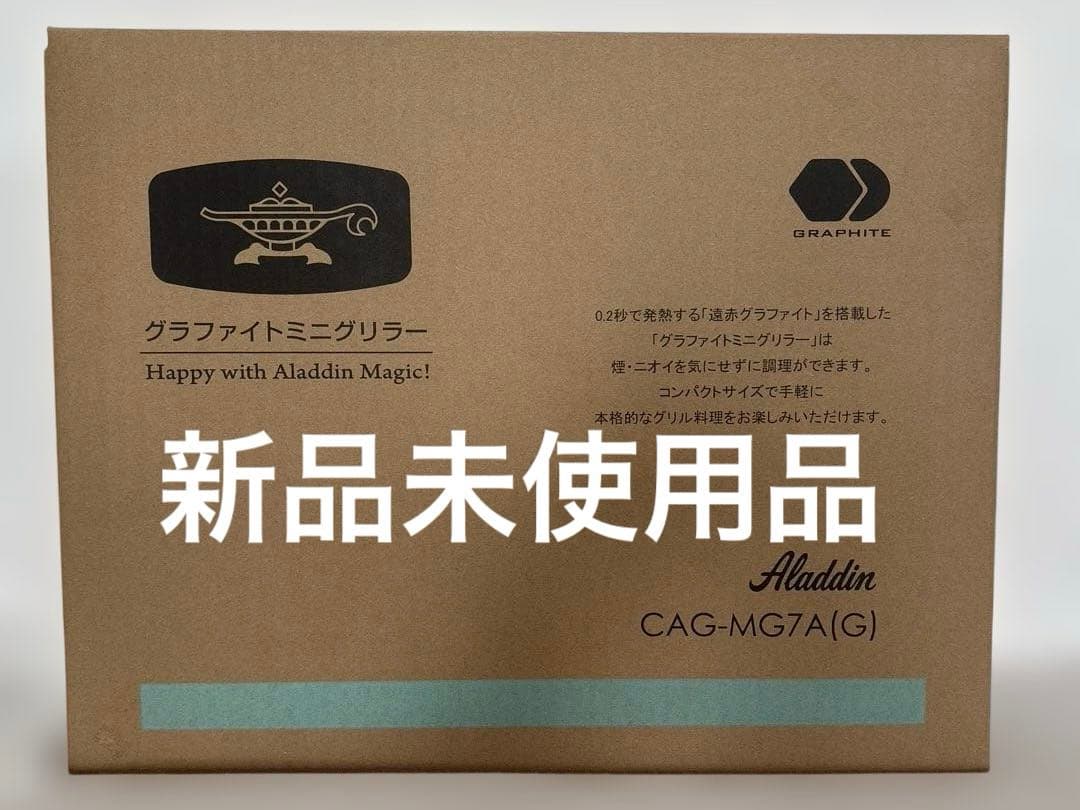 グラファイトミニグリラー
Happy with Aladdin Magic!
GRAPHITE
0.2秒で発熱する「遠赤グラファイト」を搭載した
「グラファイトミニグリラー」は
煙・ニオイを気にせずに調理ができます。
コンパクトサイズで手軽に
本格的なグリル料理をお楽しみいただけます。
新品未使用品
Aladdin
CAG-MG7A(G)